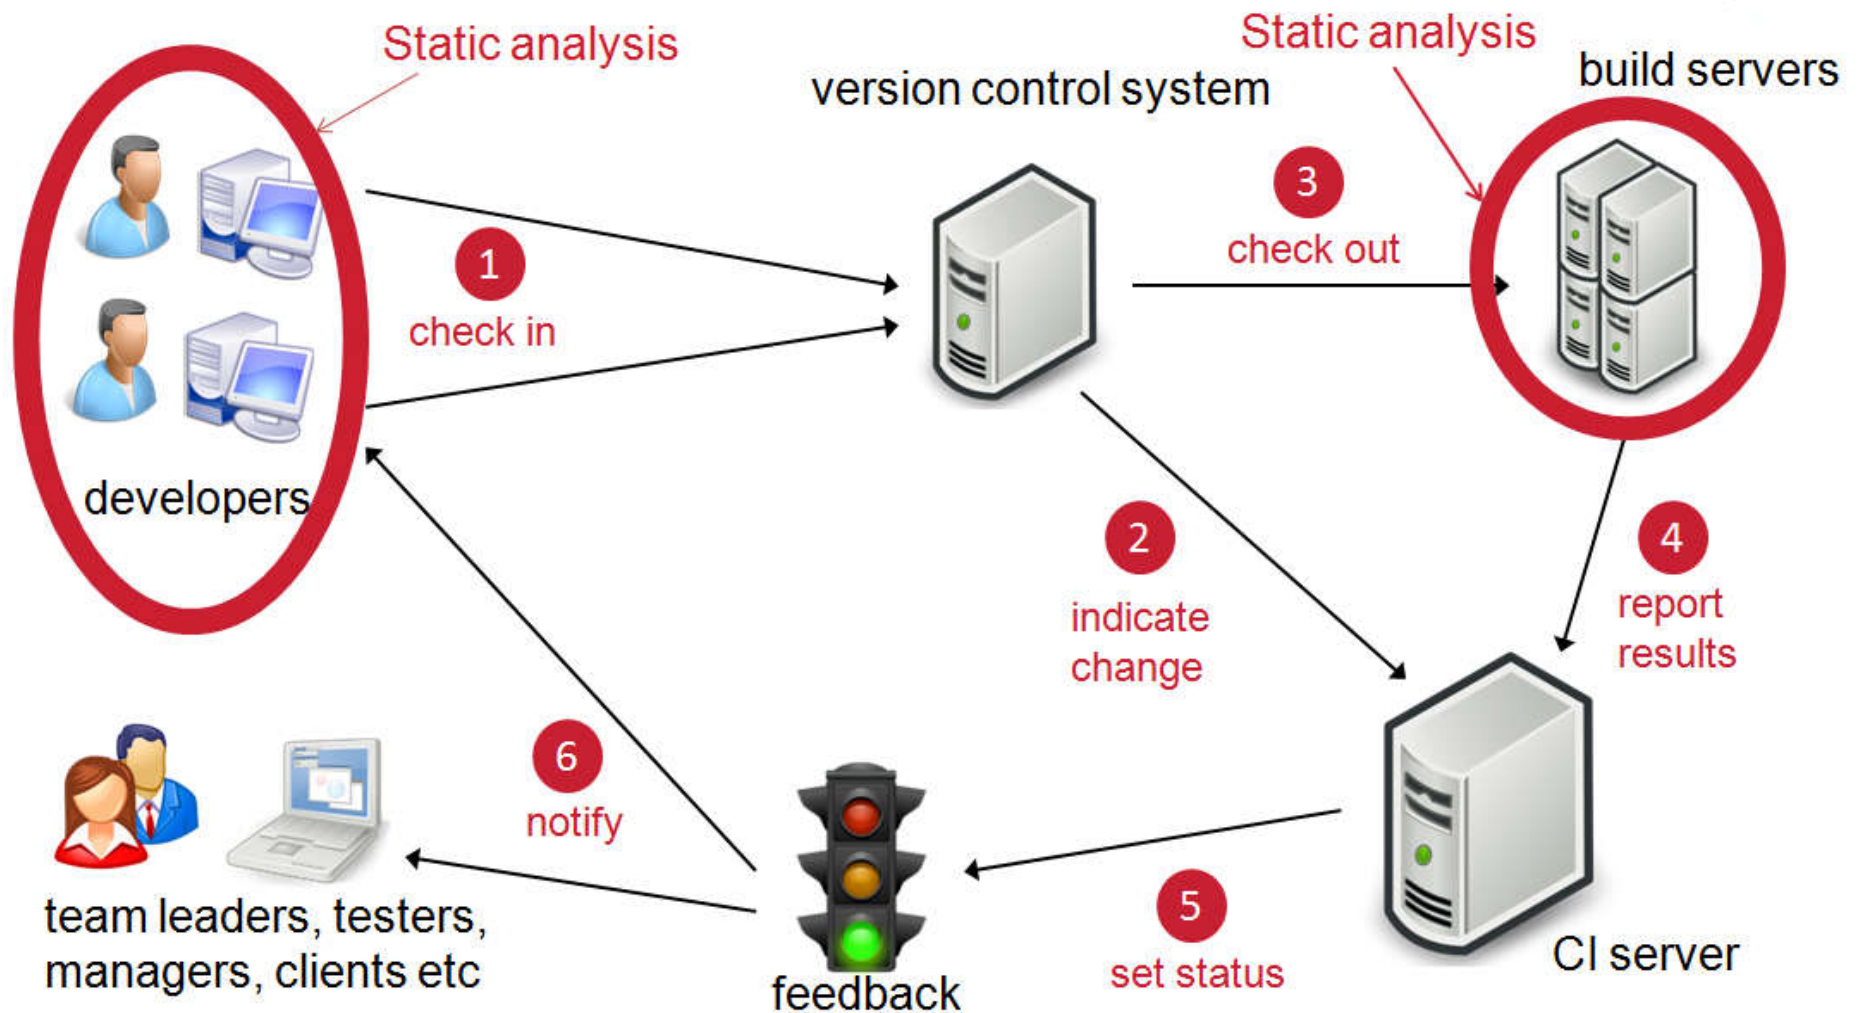 Static analysis
Static analysis
build servers
version control system
3
check out
1
check in
developers
2
indicate
change
4
report
results
6
notify
team leaders, testers,
managers, clients etc
feedback
5
set status
CI server